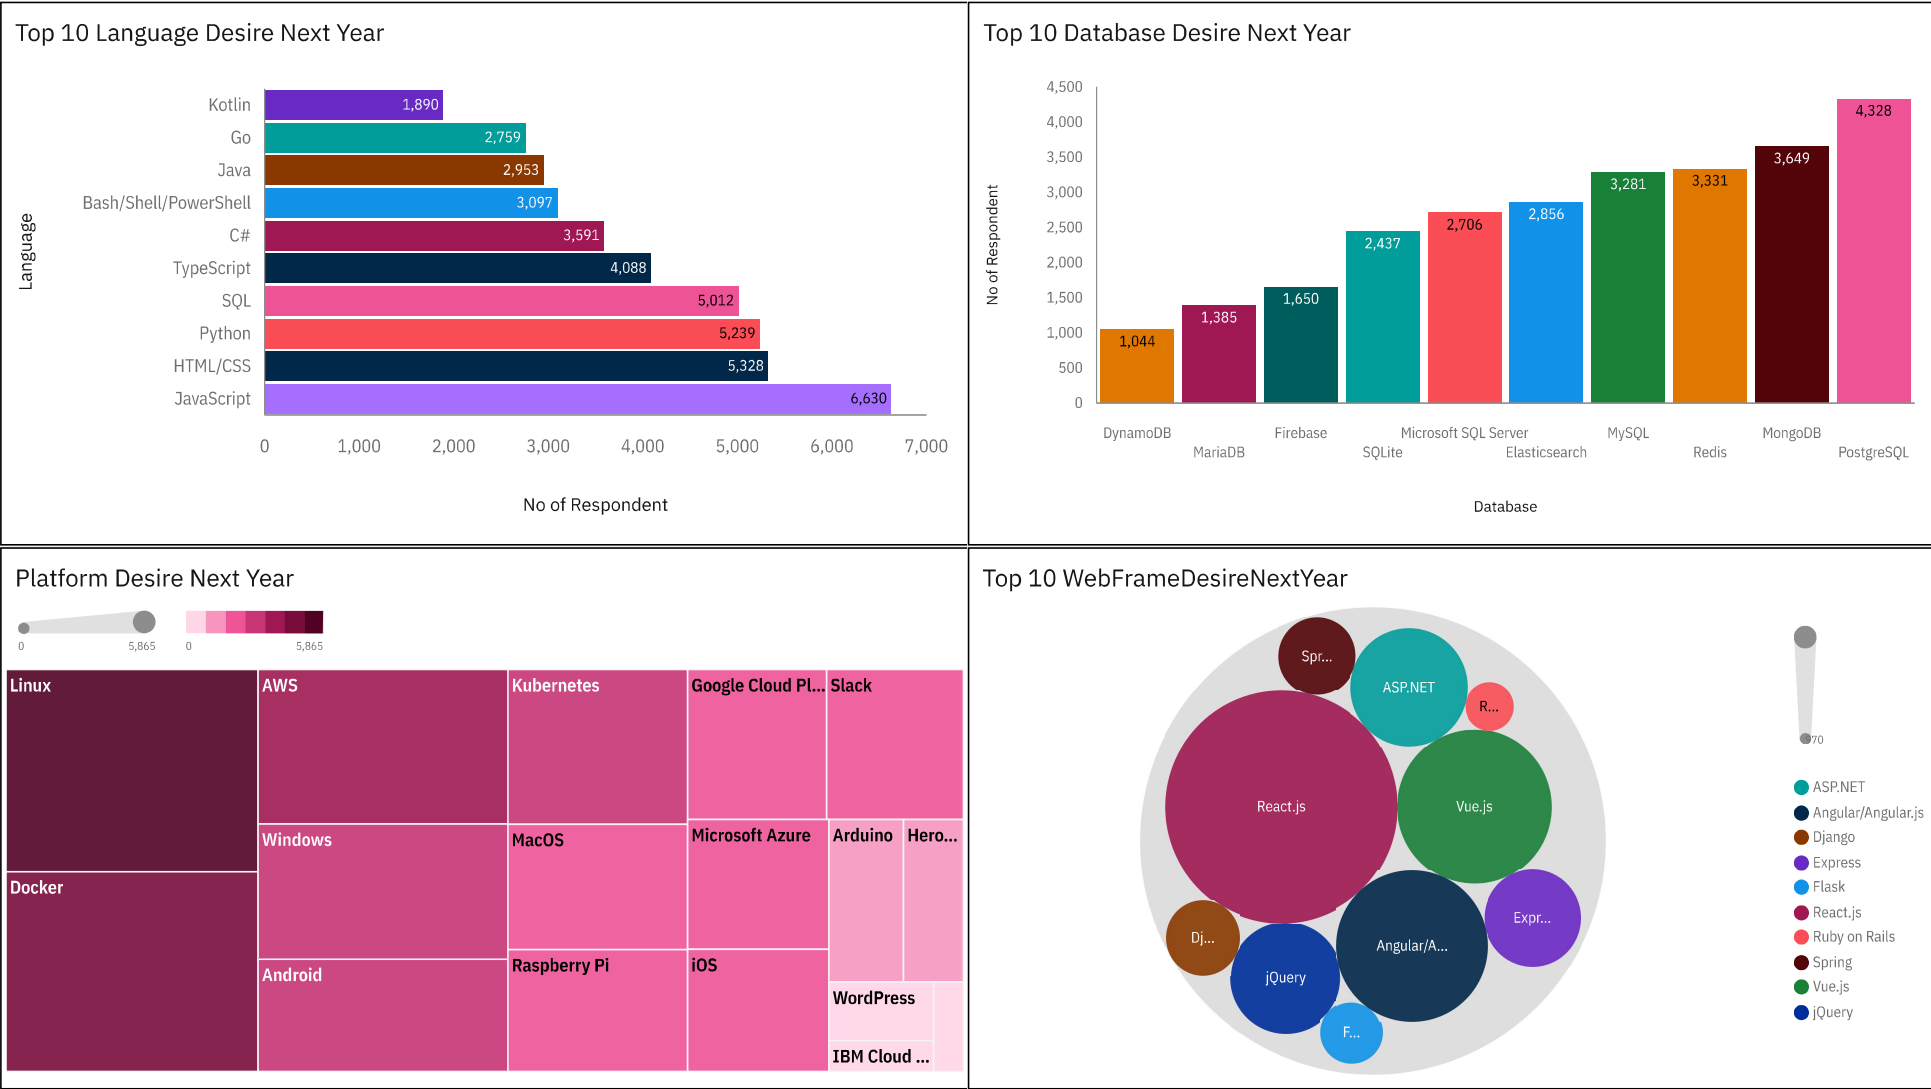 Top 10 Language Desire Next Year
Language
Kotlin 1,890
Go 2,759
Java 2,953
Bash/Shell/PowerShell 3,097
C# 3,591
TypeScript 4,088
SQL 5,012
Python 5,239
HTML/CSS 5,328
JavaScript 6,630
0 1,000 2,000 3,000 4,000 5,000 6,000 7,000
No of Respondent
Top 10 Database Desire Next Year
No of Respondent
4,500
4,000
3,500
3,000
2,500
2,000
1,500
1,000
500
0
1,044 1,385 1,650 2,437 2,706 2,856 3,281 3,331 3,649 4,328
DynamoDB Firebase Microsoft SQL Server MySQL MongoDB
MariaDB SQLite Elasticsearch Redis PostgreSQL
Database
Platform Desire Next Year
0 5,865 0 5,865
Linux AWS Kubernetes Google Cloud Pl... Slack
Microsoft Azure Arduino Hero...
Windows MacOS
Docker
Raspberry Pi iOS
Android
WordPress
IBM Cloud ...
Top 10 WebFrameDesireNextYear
Spr...
ASP.NET
R...
React.js Vue.js
Expr...
Dj... Angular/A...
jQuery
F...
970
ASP.NET
Angular/Angular.js
Django
Express
Flask
React.js
Ruby on Rails
Spring
Vue.js
jQuery